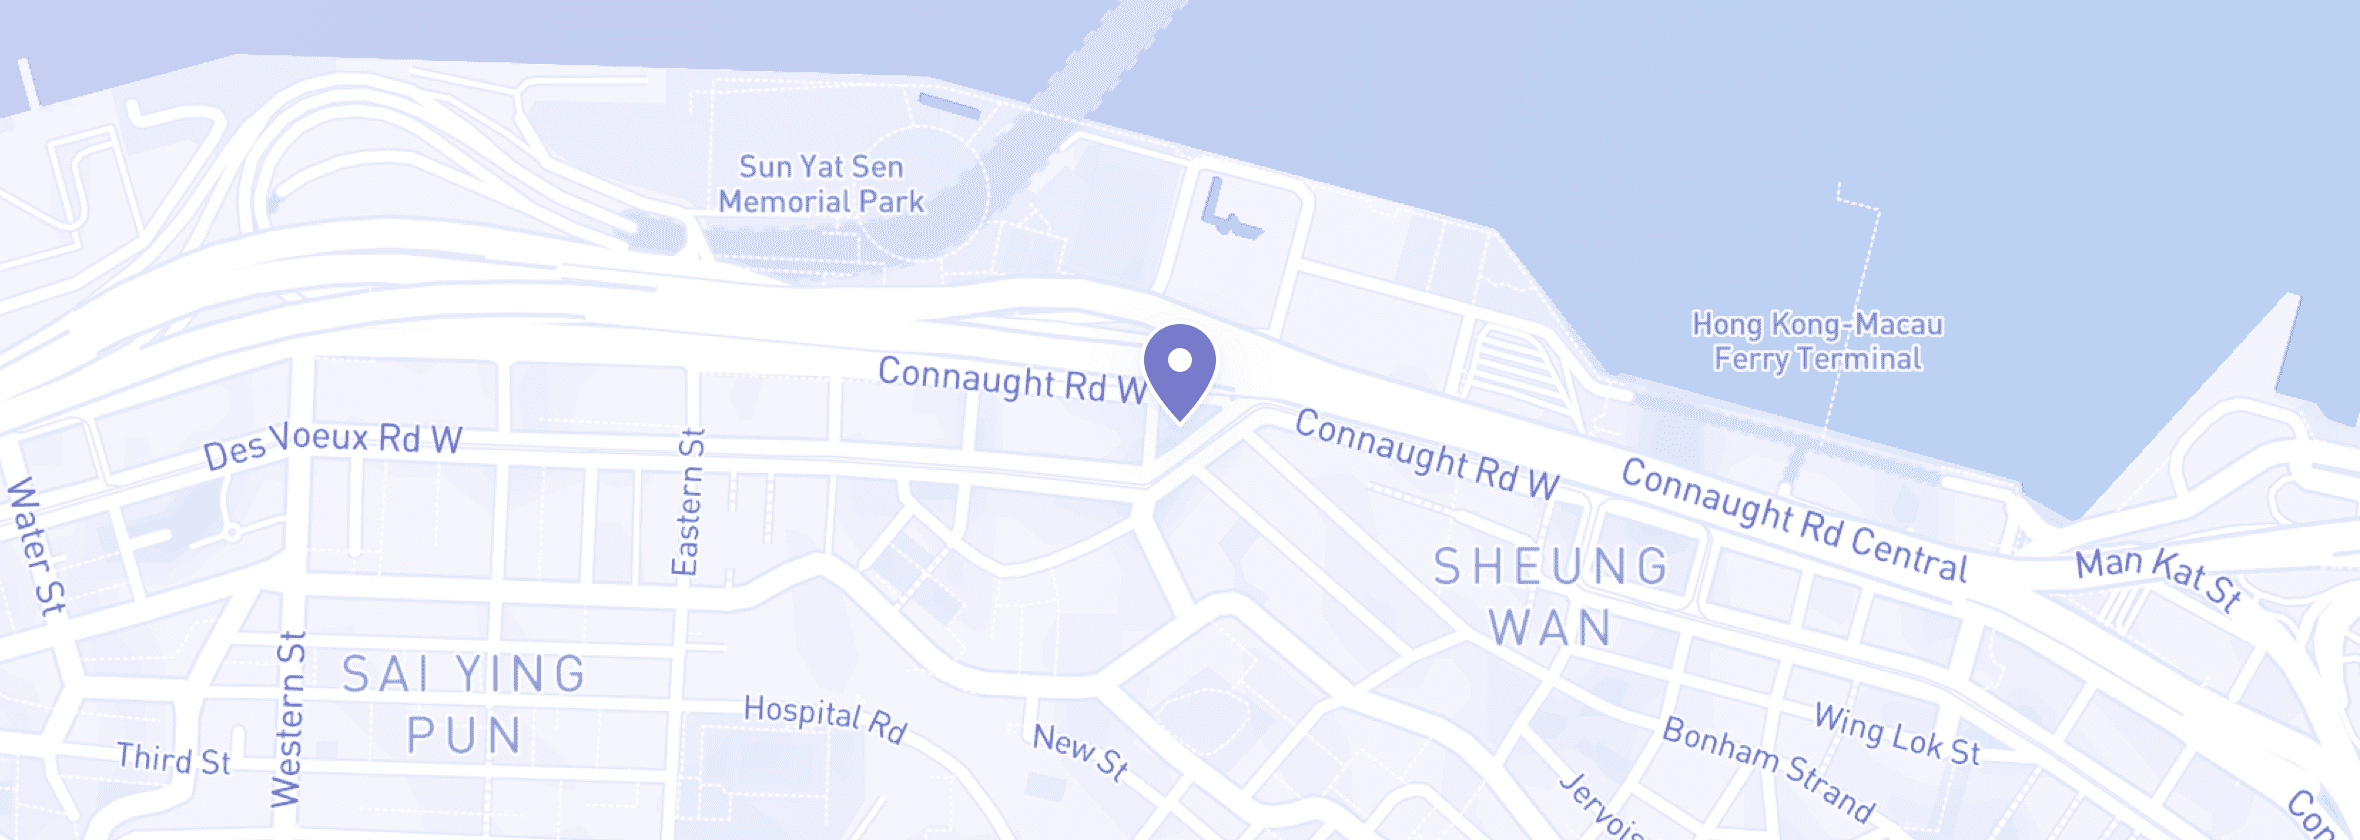 Sun Yat Sen
Memorial Park
Hong Kong-Macau
Ferry Terminal
Connaught Rd W
Des Voeux Rd W
Connaught Rd W
Connaught Rd Central
Eastern St
Water St
SHEUNG
WAN
Man Kat St
SAI YING
PUN
Western St
Hospital Rd
New St
Wing Lok St
Bonham Strand
Third St
Jervois
Con